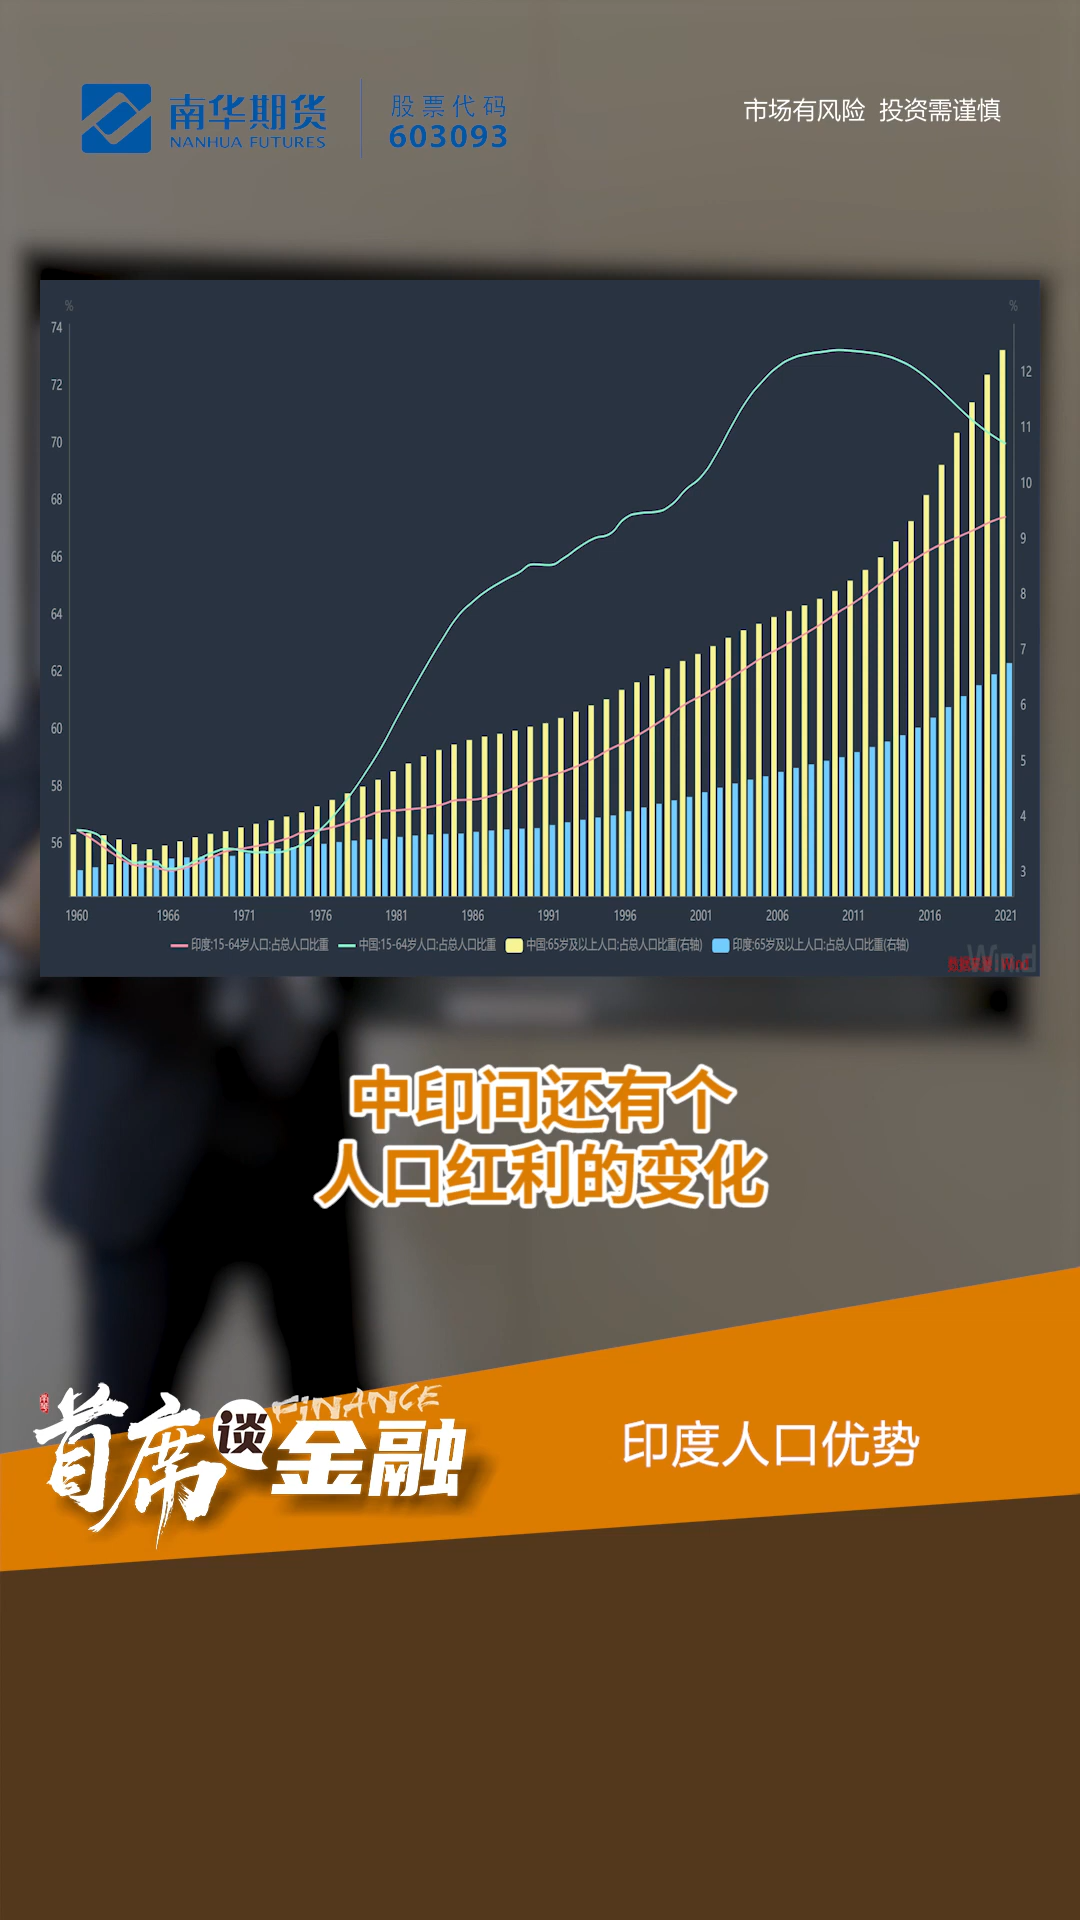 南华期货
NANHUA FUTURES
股票代码
603093
市场有风险 投资需谨慎
% %
74
72
70
68
66
64
62
60
58
56
12
11
10
9
8
7
6
5
4
3
1960 1966 1971 1976 1981 1986 1991 1996 2001 2006 2011 2016 2021
印度:15-64岁人口:占总人口比重 中国:15-64岁人口:占总人口比重 中国:65岁及以上人口:占总人口比重(右轴) 印度:65岁及以上人口:占总人口比重(右轴)
Wind
中印间还有个
人口红利的变化
首席谈金融
FINANCE
印度人口优势